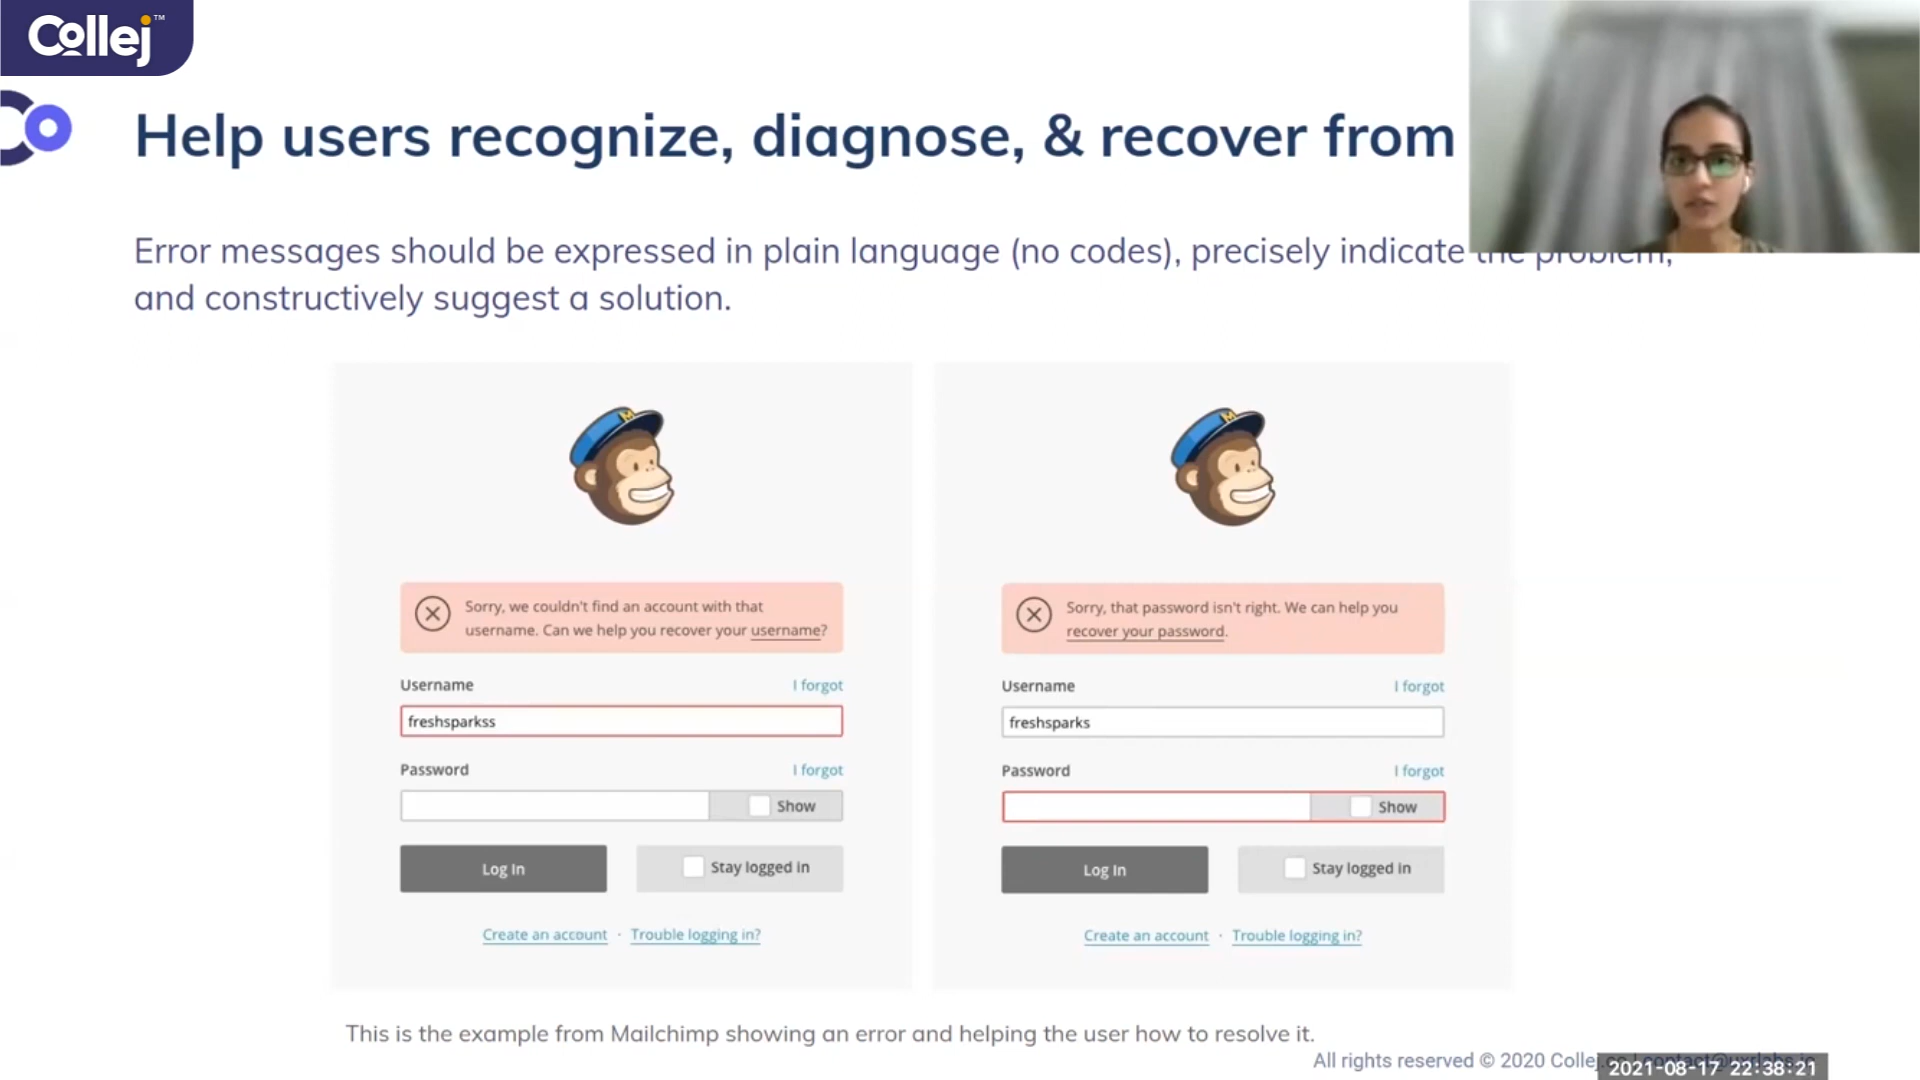 Collej™
Help users recognize, diagnose, & recover from
Error messages should be expressed in plain language (no codes), precisely indicate the problem,
and constructively suggest a solution.
Sorry, we couldn't find an account with that
username. Can we help you recover your username?
Username I forgot
freshsparkss
Password I forgot
Show
Log In Stay logged in
Create an account · Trouble logging in?
Sorry, that password isn't right. We can help you
recover your password.
Username I forgot
freshsparks
Password I forgot
Show
Log In Stay logged in
Create an account · Trouble logging in?
This is the example from Mailchimp showing an error and helping the user how to resolve it.
All rights reserved © 2020 Collej
2021-08-17 22:38:21